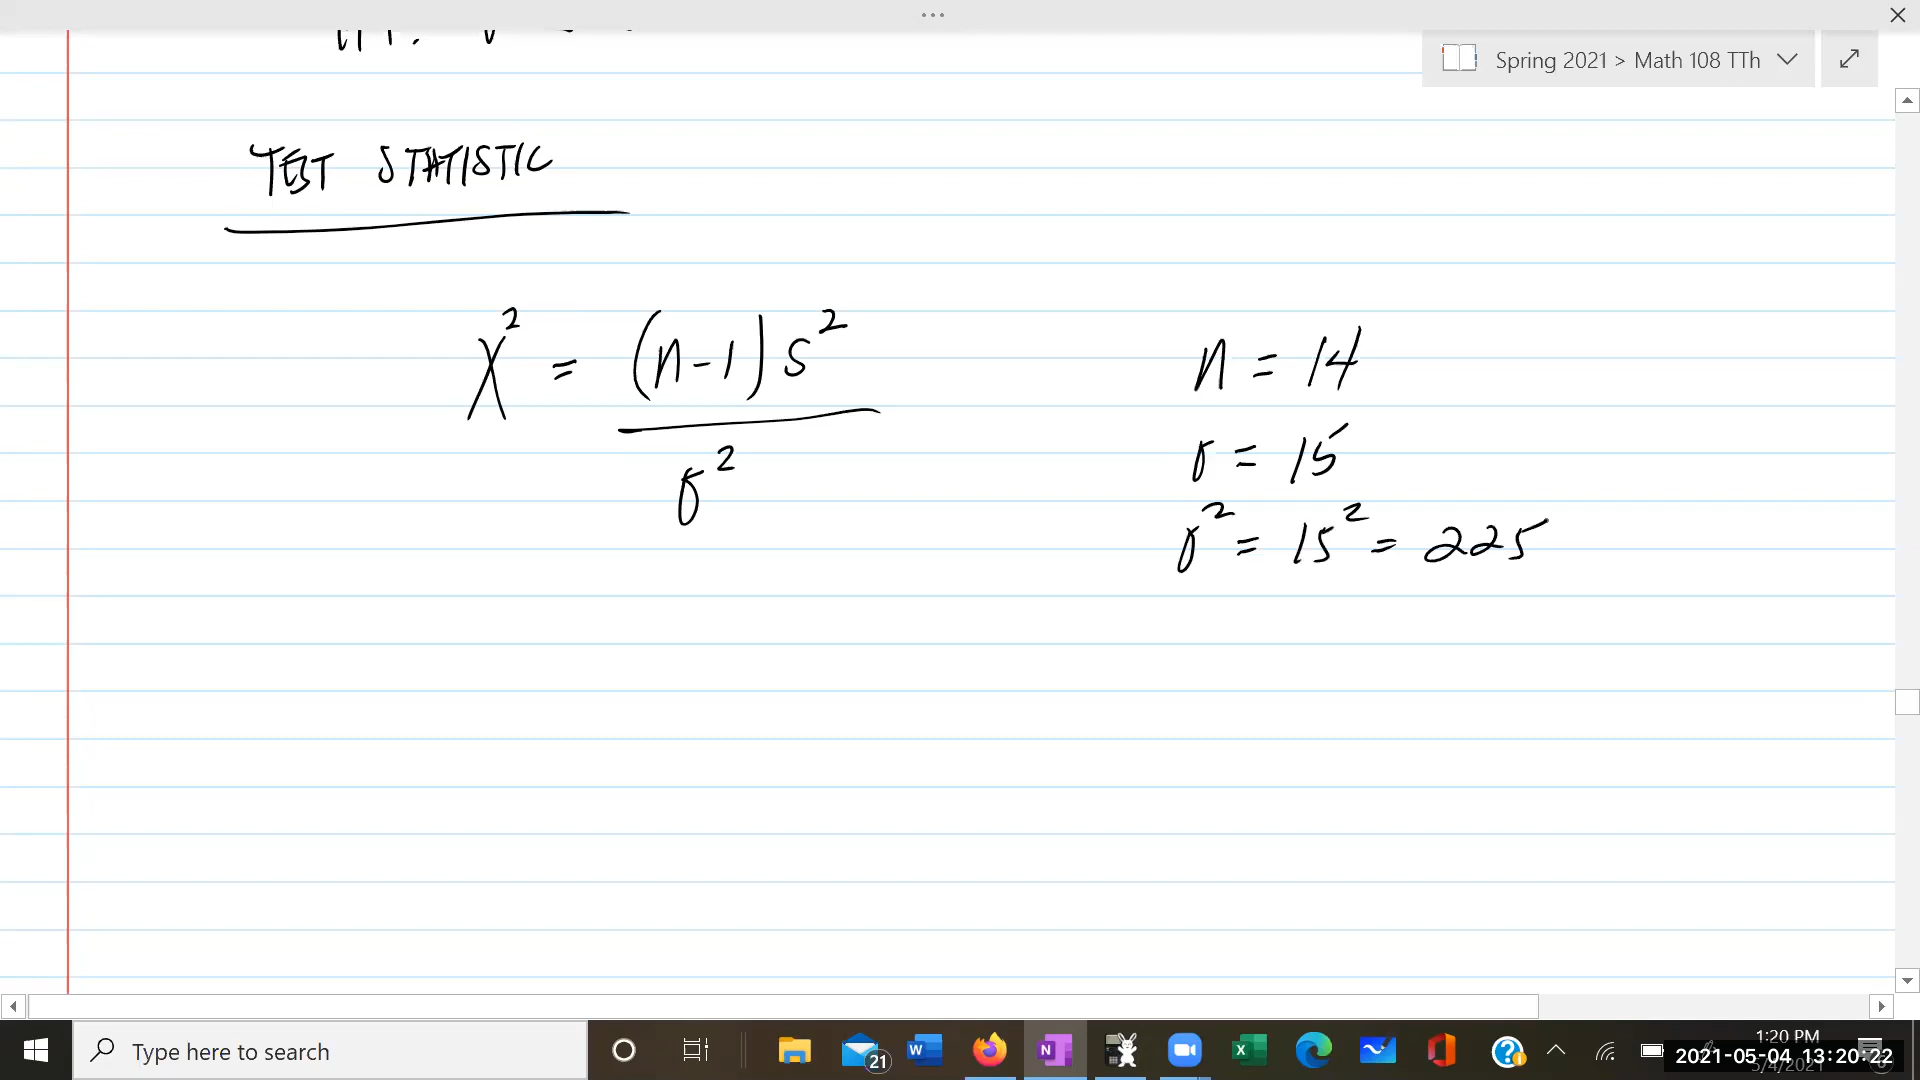 Spring 2021 > Math 108 TTh
TEST STATISTIC
χ² = (n-1) s² / σ²
n = 14
σ = 15
σ² = 15² = 225
Type here to search
21
1:20 PM
2021-05-04 13:20:22